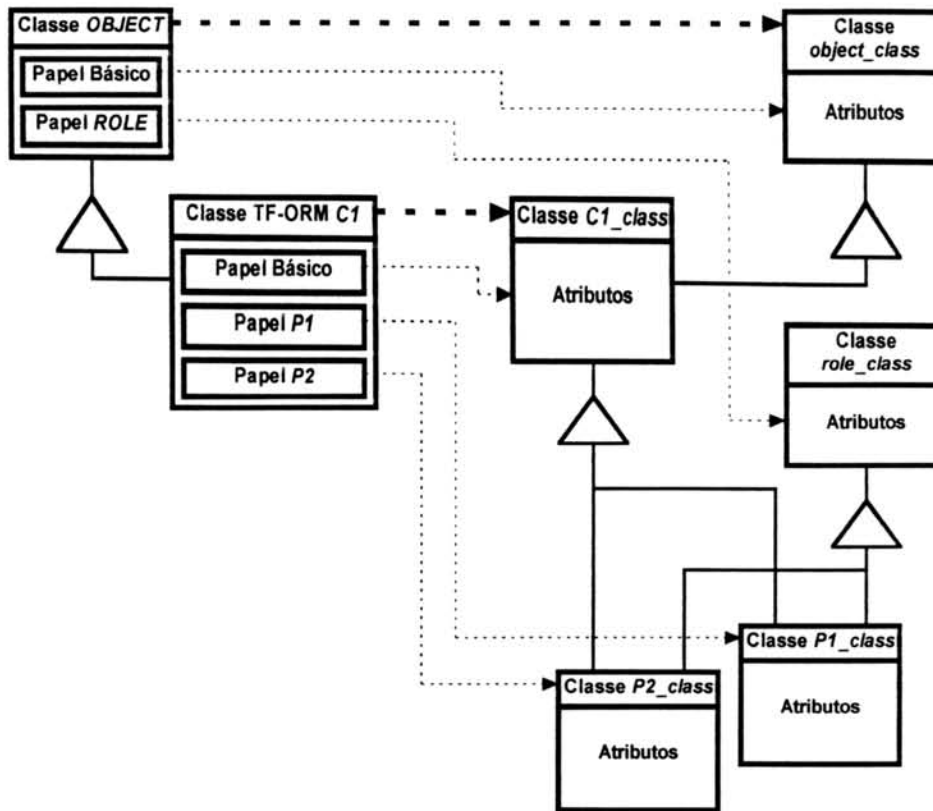 Classe OBJECT
Papel Básico
Papel ROLE
Classe
object_class
Atributos
Classe TF-ORM C1
Papel Básico
Papel P1
Papel P2
Classe C1_class
Atributos
Classe
role_class
Atributos
Classe P1_class
Atributos
Classe P2_class
Atributos